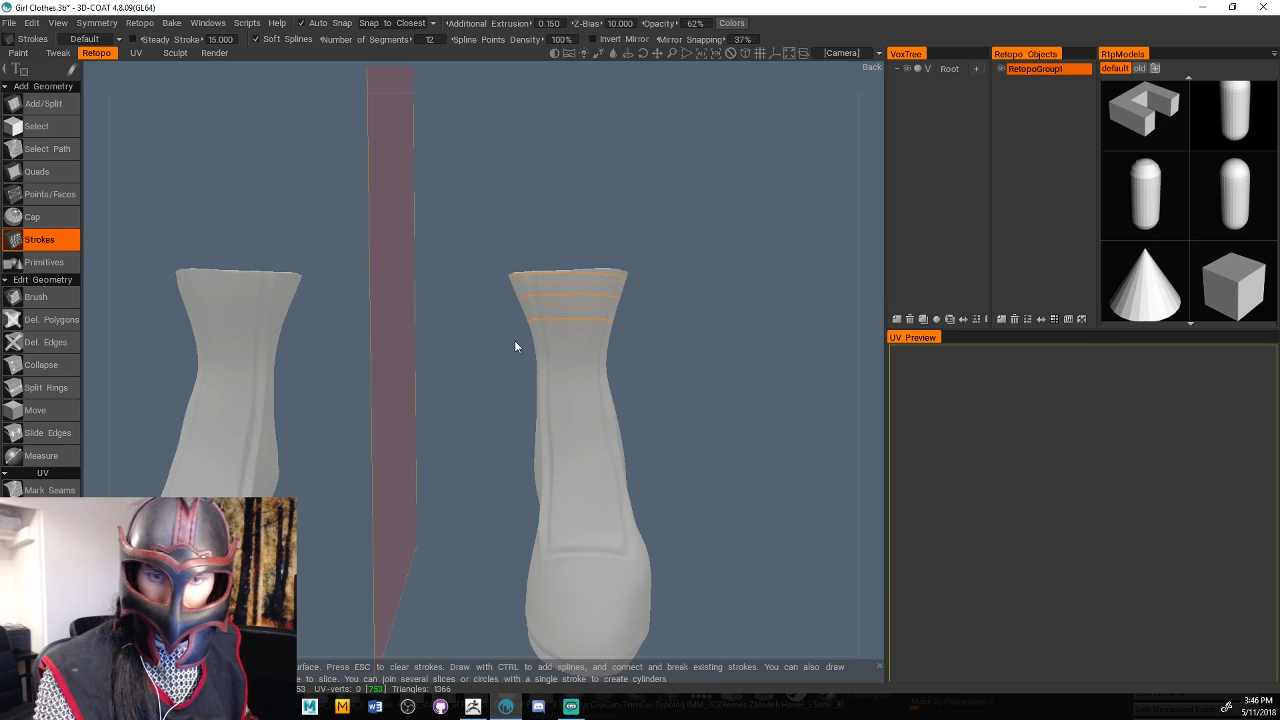 Girl Clothes.3b* - 3D-COAT 4.8.09(GL64)
File Edit View Symmetry Retopo Bake Windows Scripts Help Auto Snap Snap to Closest Additional Extrusion 0.150 Z-Bias 10.000 Opacity 62% Colors
Strokes Default Steady Stroke 15.000 Soft Splines Number of Segments 12 Spline Points Density 100% Invert Mirror Mirror Snapping 37%
Paint Tweak Retopo UV Sculpt Render [Camera] VoxTree Retopo Objects RtpModels
Back Root + RetopoGroup1 default old
Add Geometry
Add/Split
Select
Select Path
Quads
Points/Faces
Cap
Strokes
Primitives
Edit Geometry
Brush
Del. Polygons
Del. Edges
Collapse
Split Rings
Move
Slide Edges
Measure
UV
Mark Seams
UV Preview
urface. Press ESC to clear strokes. Draw with CTRL to add splines, and connect and break existing strokes. You can also draw
to slice. You can join several slices or circles with a single stroke to create cylinders
53 UV-verts: 0 [753] Triangles: 1366
3:46 PM
5/11/2018